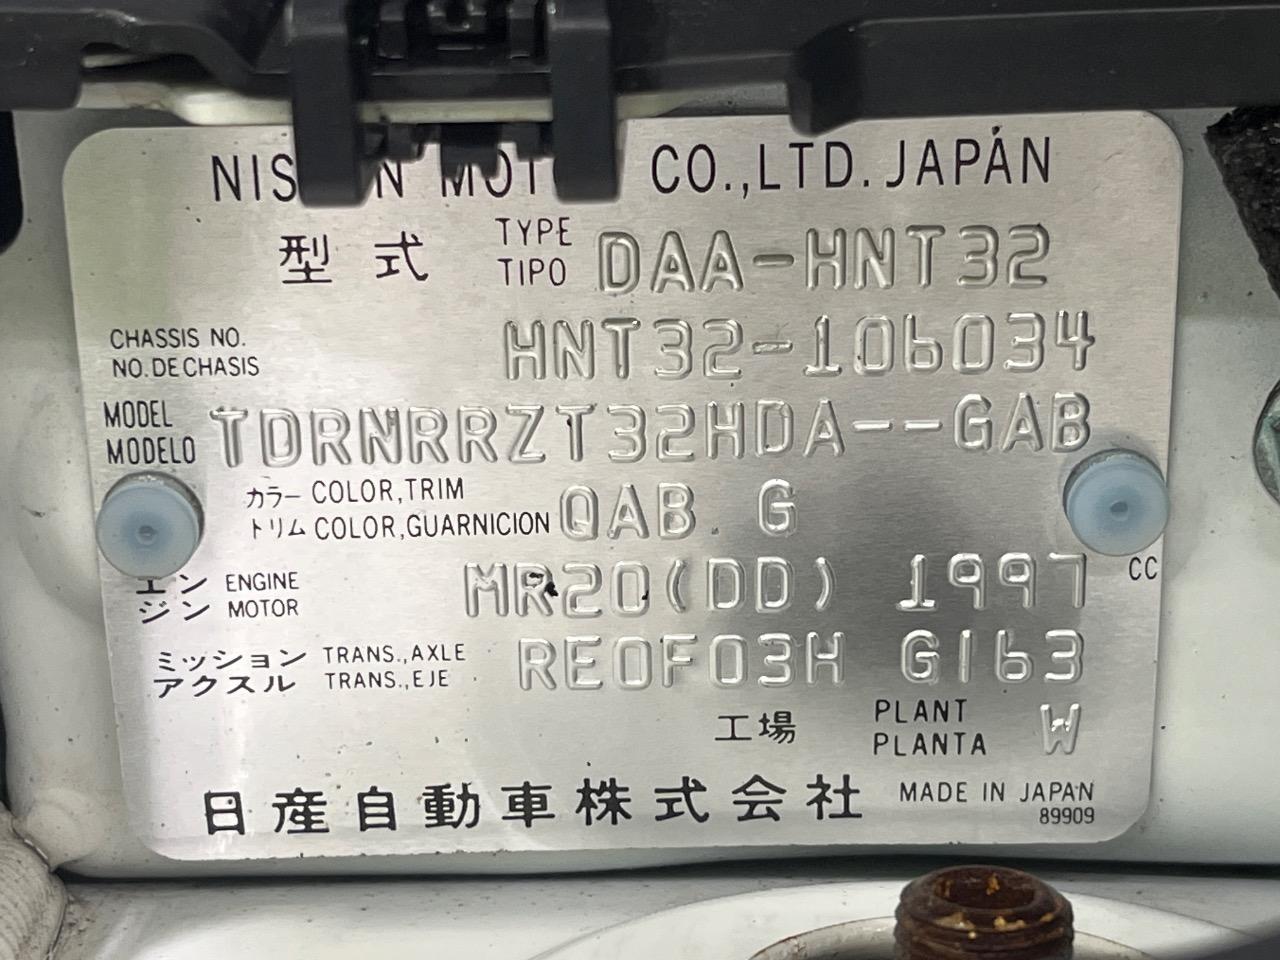 NISSAN MOTOR CO.,LTD. JAPAN
型式 TYPE TIPO DAA-HNT32
CHASSIS NO. NO. DE CHASIS HNT32-106034
MODEL MODELO TDRNRRZT32HDA--GAB
カラー COLOR,TRIM トリム COLOR,GUARNICION QAB G
エンジン ENGINE MOTOR MR20(DD) 1997 CC
ミッション TRANS.,AXLE アクスル TRANS.,EJE RE0F03H G163
工場 PLANT PLANTA W
日産自動車株式会社 MADE IN JAPAN
89909